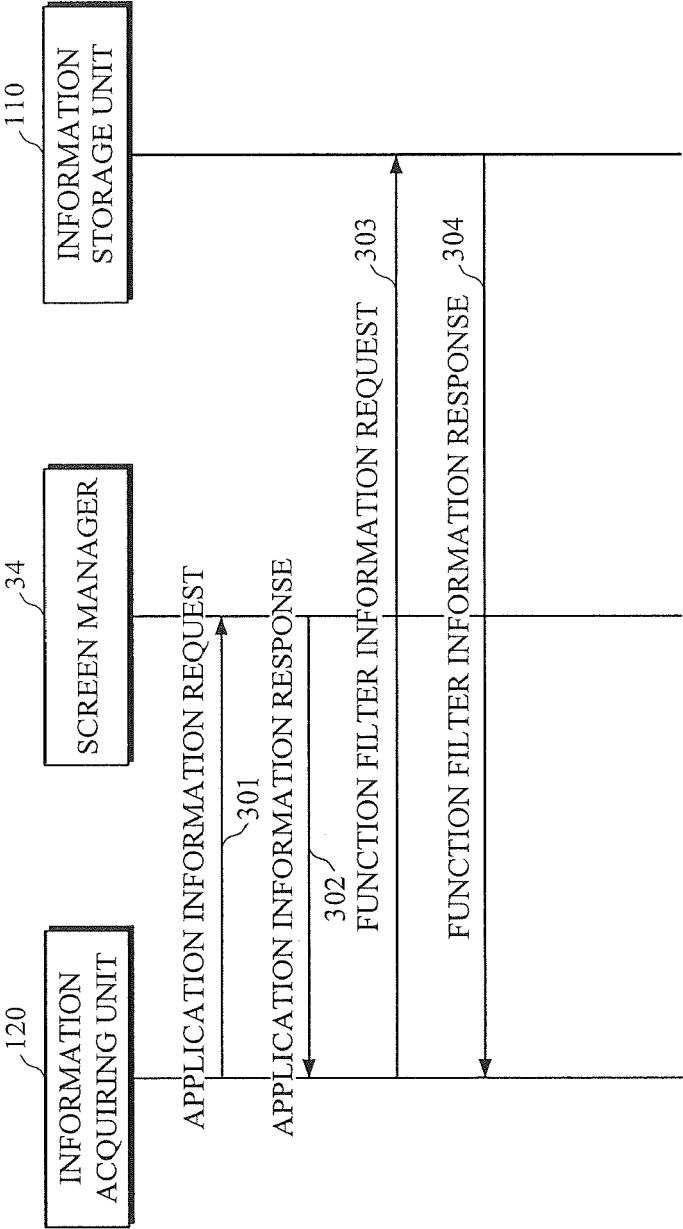 120
INFORMATION
ACQUIRING UNIT
34
SCREEN MANAGER
110
INFORMATION
STORAGE UNIT
APPLICATION INFORMATION REQUEST
301
APPLICATION INFORMATION RESPONSE
302
FUNCTION FILTER INFORMATION REQUEST
303
FUNCTION FILTER INFORMATION RESPONSE
304